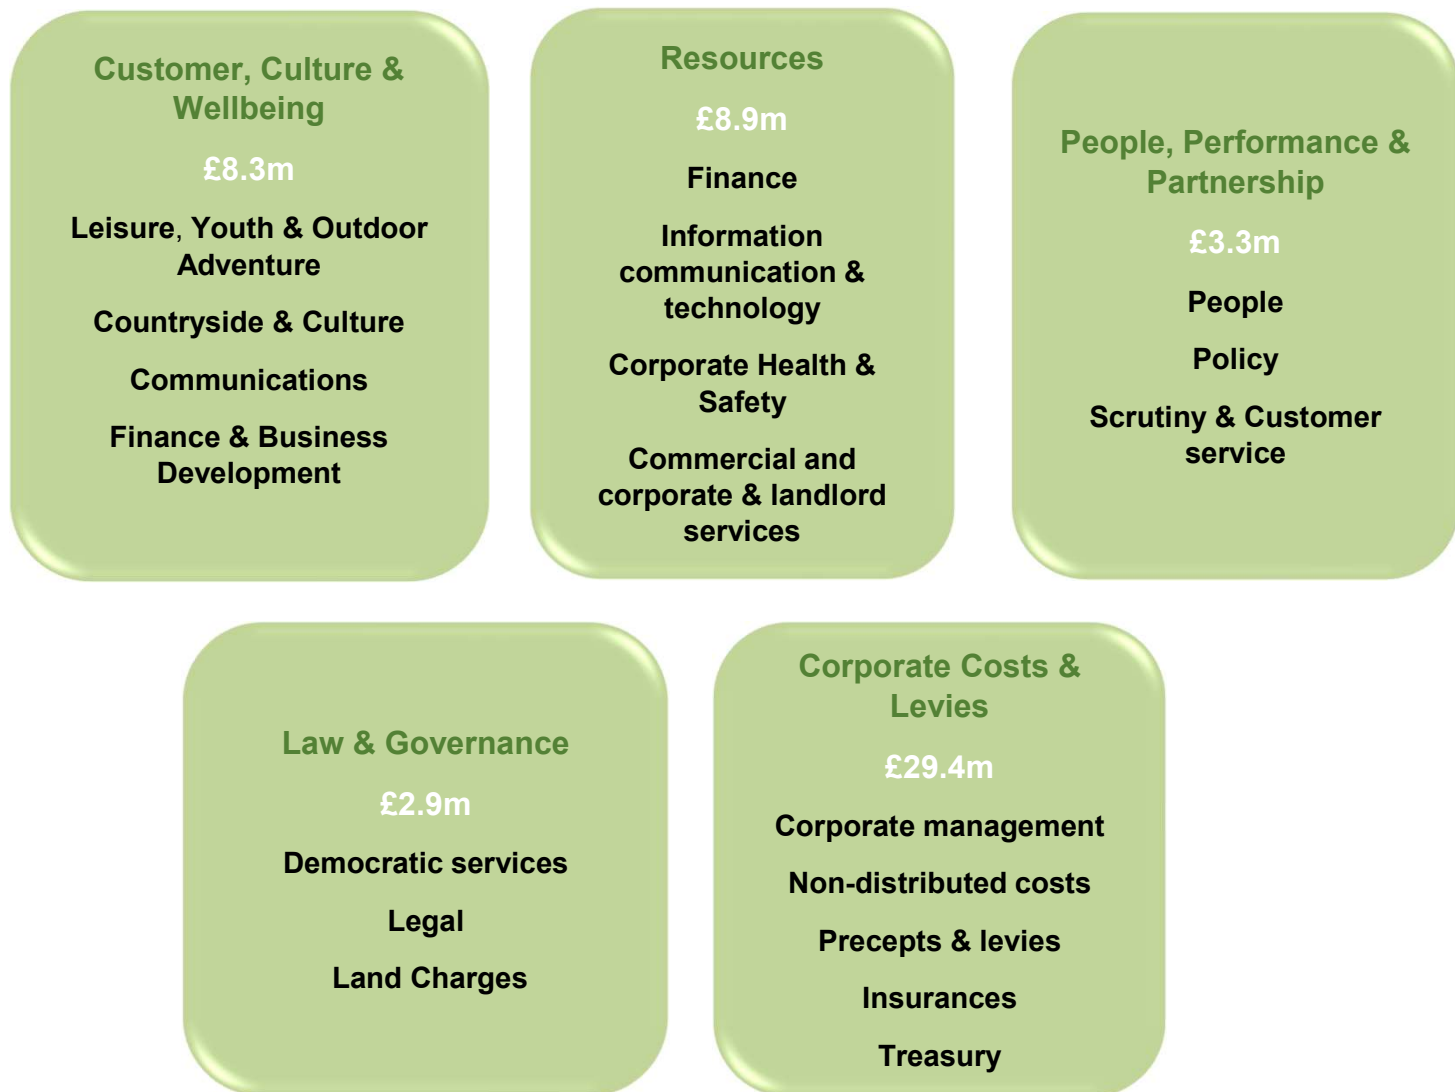 Customer, Culture &
Wellbeing
£8.3m
Leisure, Youth & Outdoor
Adventure
Countryside & Culture
Communications
Finance & Business
Development
Resources
£8.9m
Finance
Information
communication &
technology
Corporate Health &
Safety
Commercial and
corporate & landlord
services
People, Performance &
Partnership
£3.3m
People
Policy
Scrutiny & Customer
service
Law & Governance
£2.9m
Democratic services
Legal
Land Charges
Corporate Costs &
Levies
£29.4m
Corporate management
Non-distributed costs
Precepts & levies
Insurances
Treasury